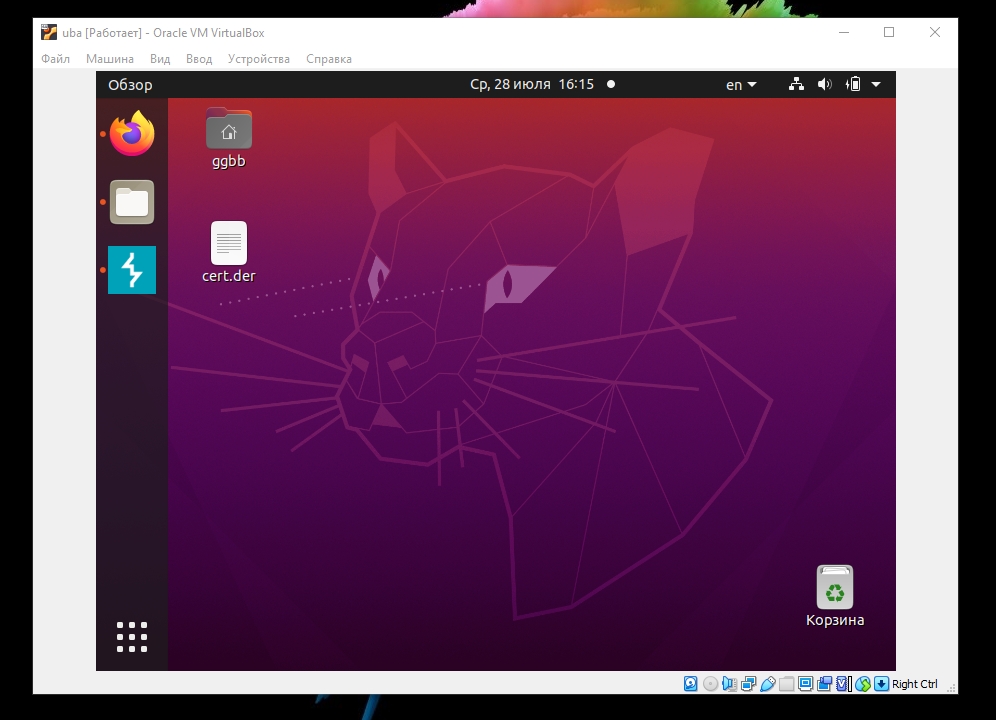 uba [Работает] - Oracle VM VirtualBox
Файл Машина Вид Ввод Устройства Справка
Обзор Ср, 28 июля 16:15 en
ggbb
cert.der
Корзина
Right Ctrl